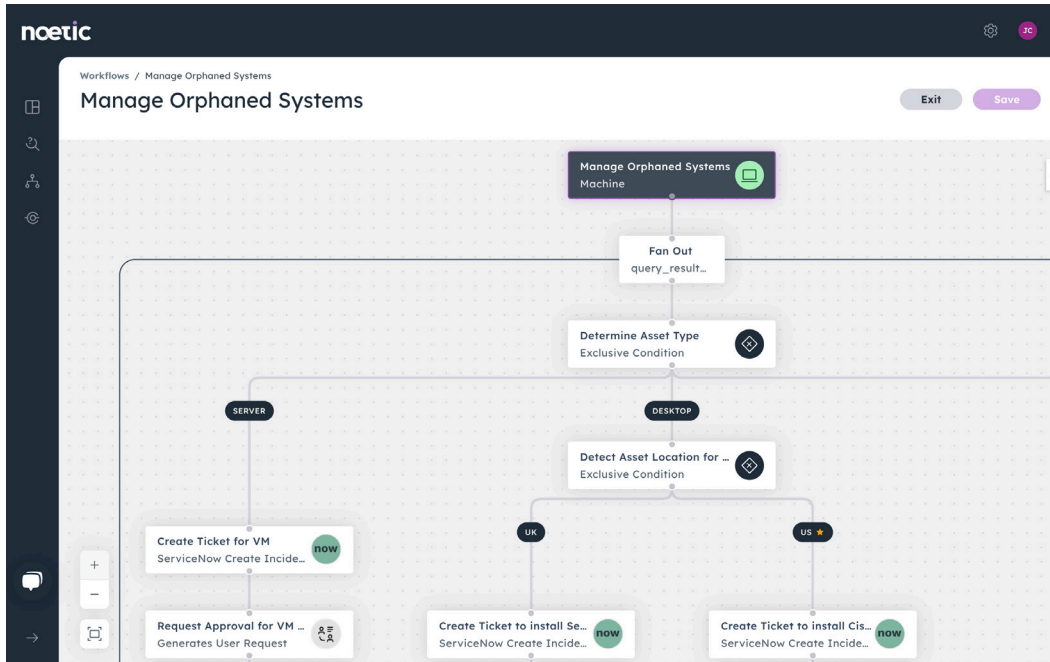 nœtic
JC
Workflows / Manage Orphaned Systems
Manage Orphaned Systems
Exit
Save
Manage Orphaned Systems
Machine
Fan Out
query_result…
Determine Asset Type
Exclusive Condition
SERVER
DESKTOP
Detect Asset Location for …
Exclusive Condition
UK
US
Create Ticket for VM
ServiceNow Create Incide…
now
Request Approval for VM …
Generates User Request
Create Ticket to install Se…
ServiceNow Create Incide…
now
Create Ticket to install Cis…
ServiceNow Create Incide…
now